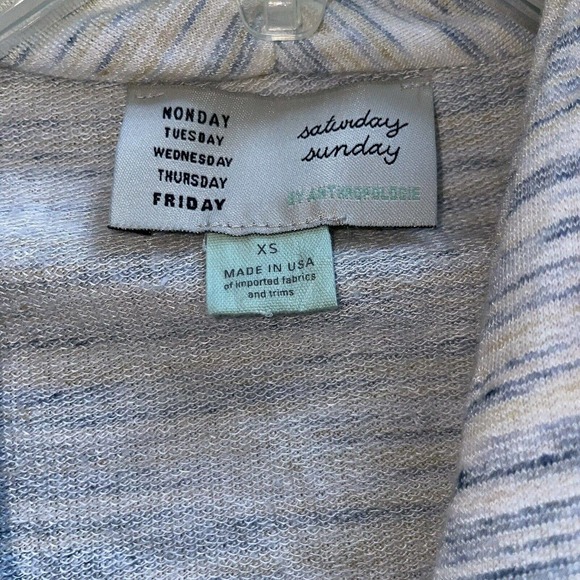 MONDAY
TUESDAY
WEDNESDAY
THURSDAY
FRIDAY
saturday
sunday
BY ANTHROPOLOGIE
XS
MADE IN USA
of imported fabrics
and trims